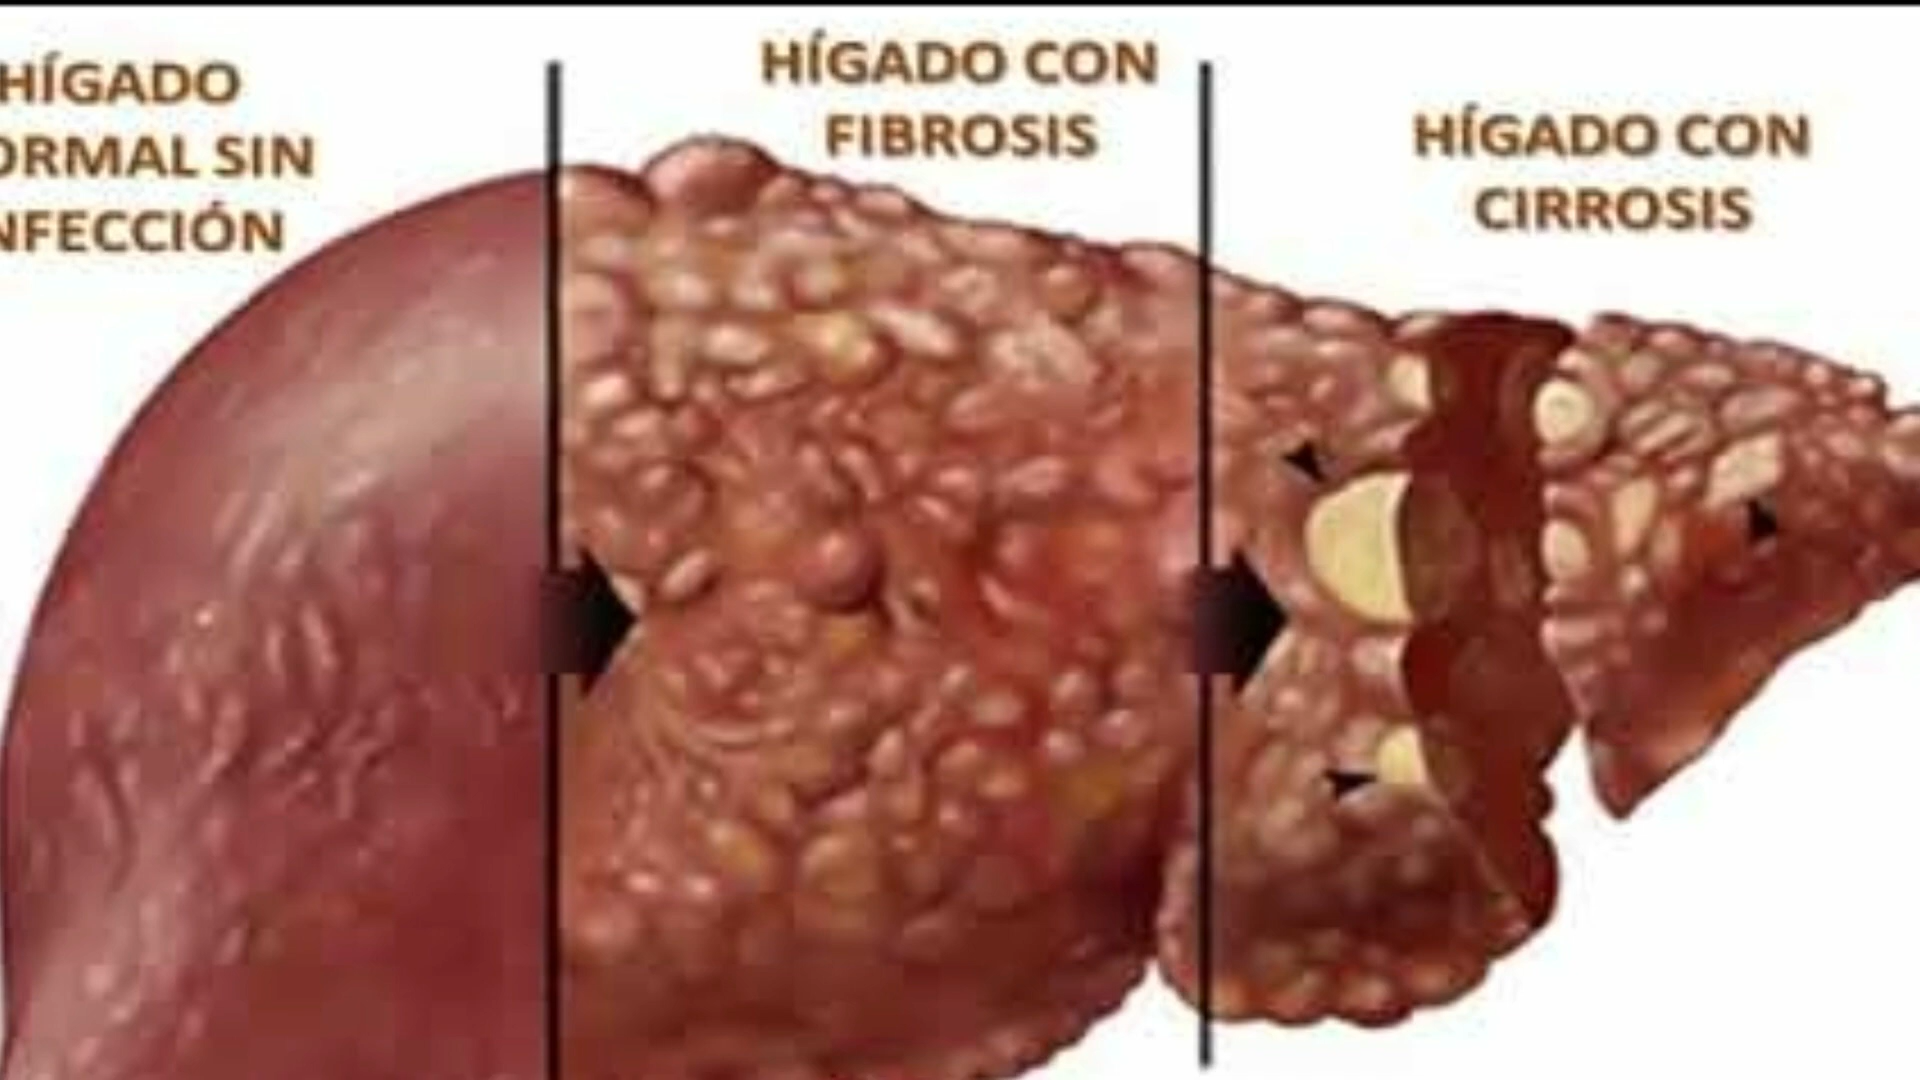 HÍGADO
ORMAL SIN
NFECCIÓN
HÍGADO CON
FIBROSIS
HÍGADO CON
CIRROSIS